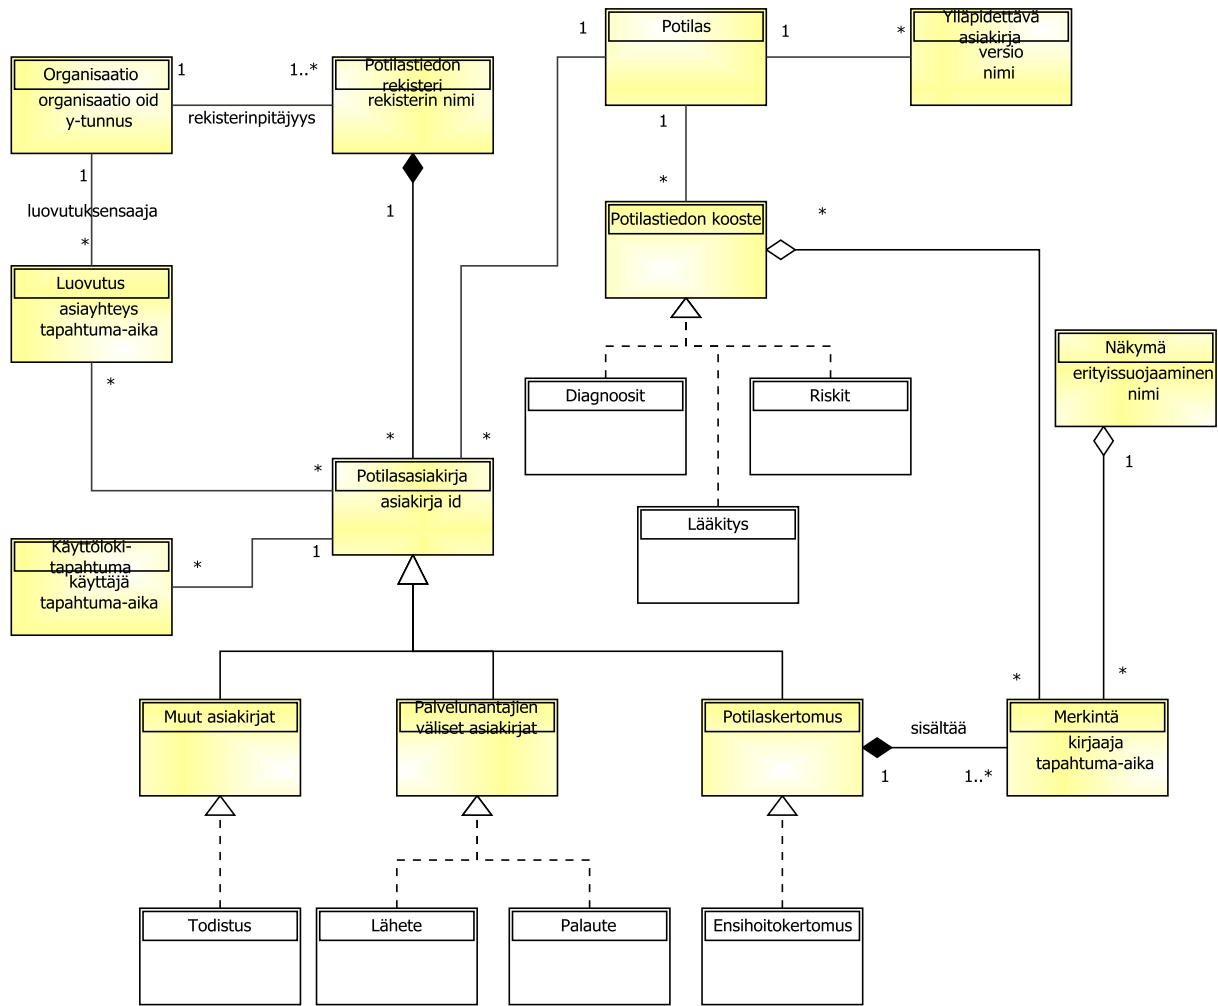 Organisaatio
organisaatio oid
y-tunnus
1
1..*
rekisterinpitäjyys
Potilastiedon
rekisteri
rekisterin nimi
1
Potilas
1
*
Ylläpidettävä
asiakirja
versio
nimi
1
luovutuksensaaja
*
Luovutus
asiayhteys
tapahtuma-aika
*
1
1
*
Potilastiedon kooste
*
Näkymä
erityissuojaaminen
nimi
1
Diagnoosit
Riskit
Lääkitys
*
*
*
Potilasasiakirja
asiakirja id
Käyttöloki-
tapahtuma
käyttäjä
tapahtuma-aika
*
1
*
*
Muut asiakirjat
Palvelunantajien
väliset asiakirjat
Potilaskertomus
sisältää
1
1..*
Merkintä
kirjaaja
tapahtuma-aika
Todistus
Lähete
Palaute
Ensihoitokertomus